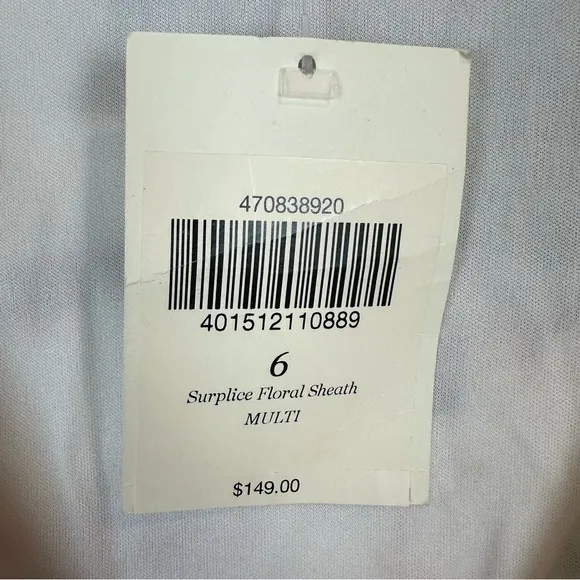 470838920
401512110889
6
Surplice Floral Sheath
MULTI
$149.00